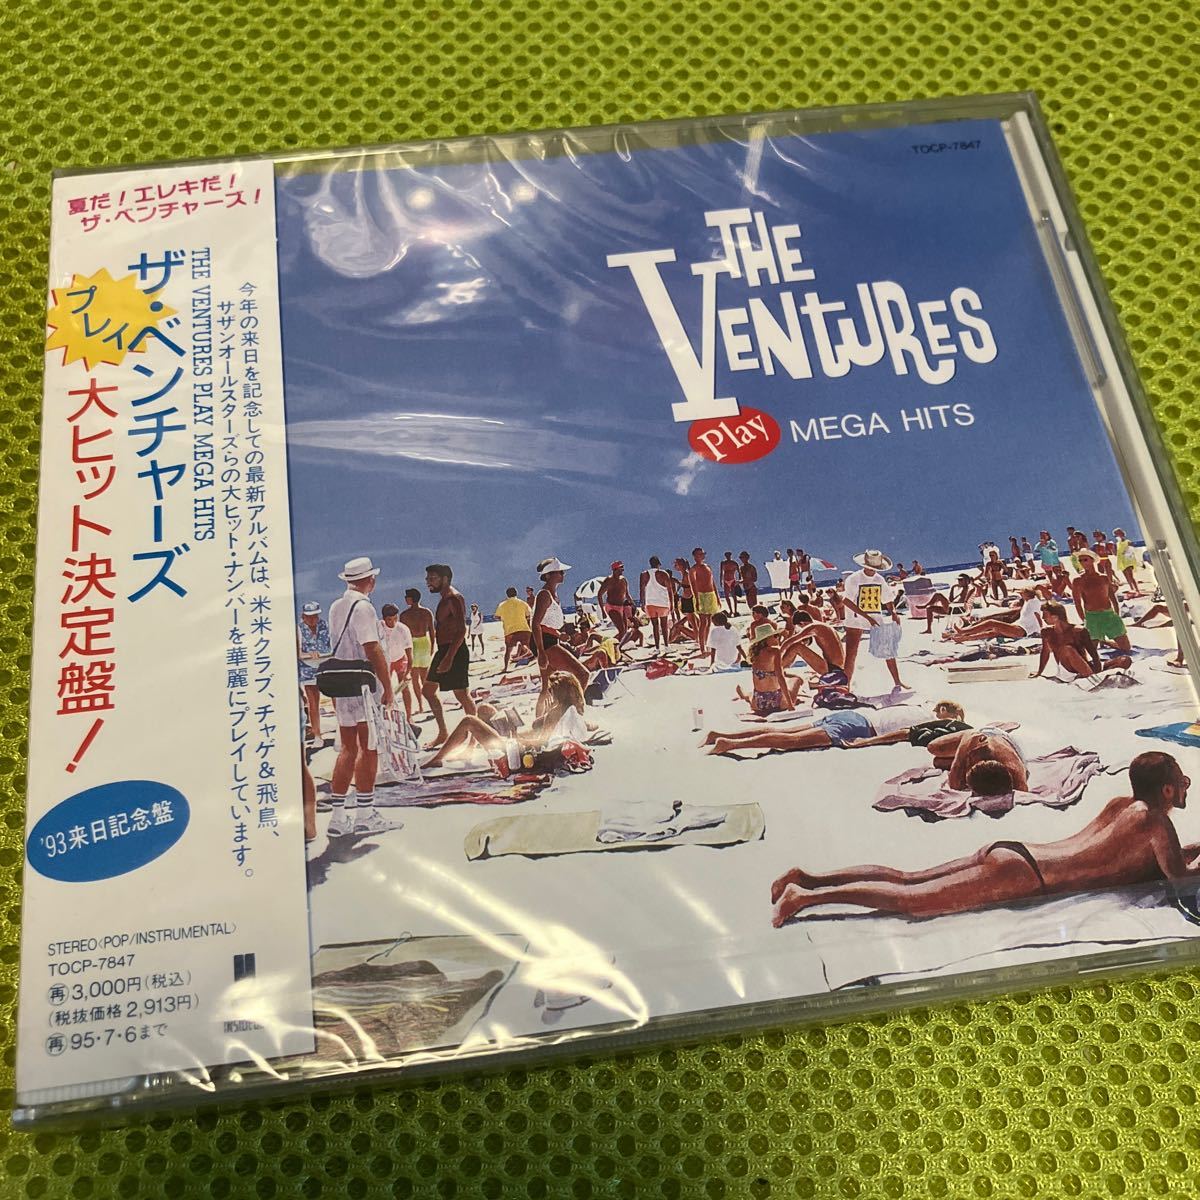 夏だ!エレキだ!
ザ・ベンチャーズ!
ザ・ベンチャーズ
THE VENTURES PLAY MEGA HITS
プレイ
大ヒット決定盤!
今年の来日を記念しての最新アルバムは、米米クラブ、チャゲ&飛鳥、
サザンオールスターズらの大ヒット・ナンバーを華麗にプレイしています。
'93来日記念盤
STEREO〈POP/INSTRUMENTAL〉
TOCP-7847
再 3,000円(税込)
(税抜価格2,913円)
再 95・7・6まで
TOCP-7847
THE
VENTURES
Play MEGA HITS